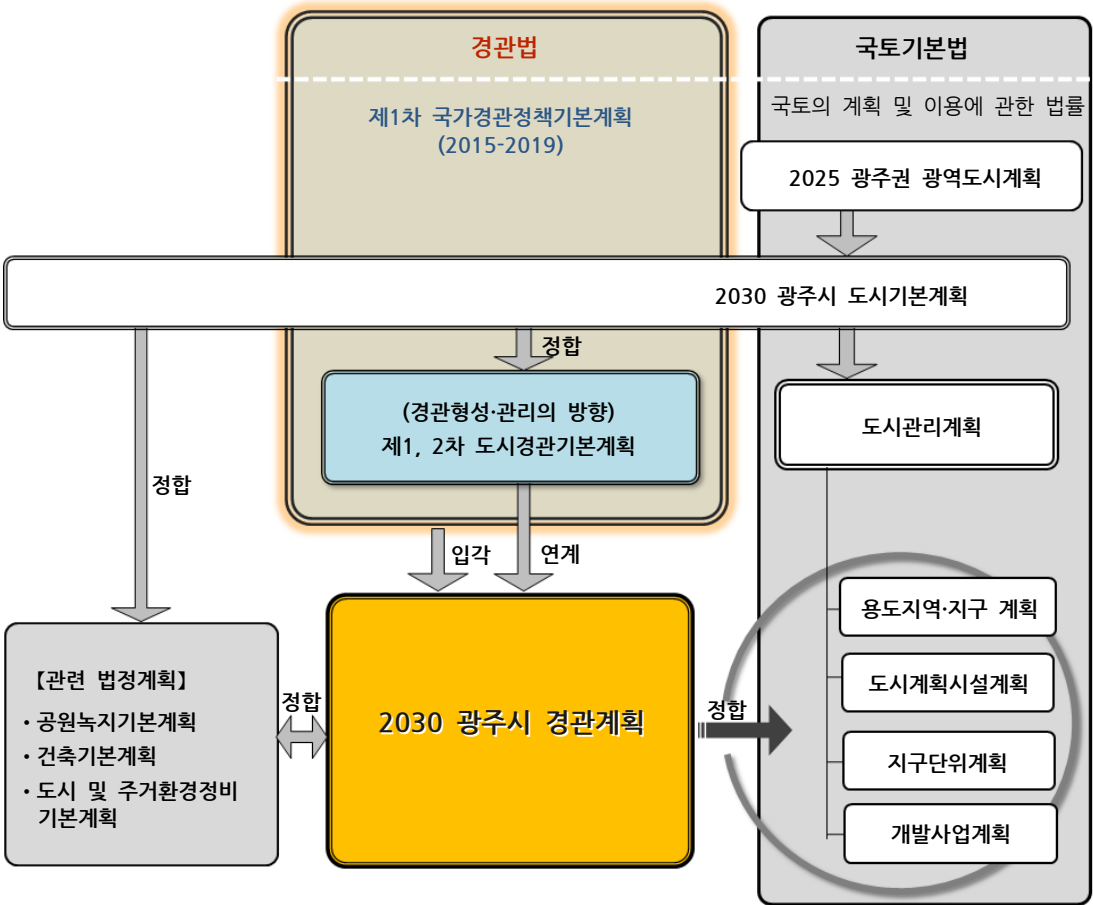 경관법
제1차 국가경관정책기본계획
(2015-2019)
국토기본법
국토의 계획 및 이용에 관한 법률
2025 광주권 광역도시계획
2030 광주시 도시기본계획
정합
(경관형성·관리의 방향)
제1, 2차 도시경관기본계획
도시관리계획
정합
입각
연계
용도지역·지구 계획
도시계획시설계획
지구단위계획
개발사업계획
【관련 법정계획】
• 공원녹지기본계획
• 건축기본계획
• 도시 및 주거환경정비
기본계획
정합
2030 광주시 경관계획
정합